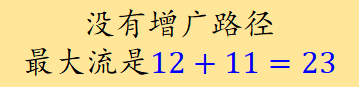 没有增广路径
最大流是12 + 11 = 23